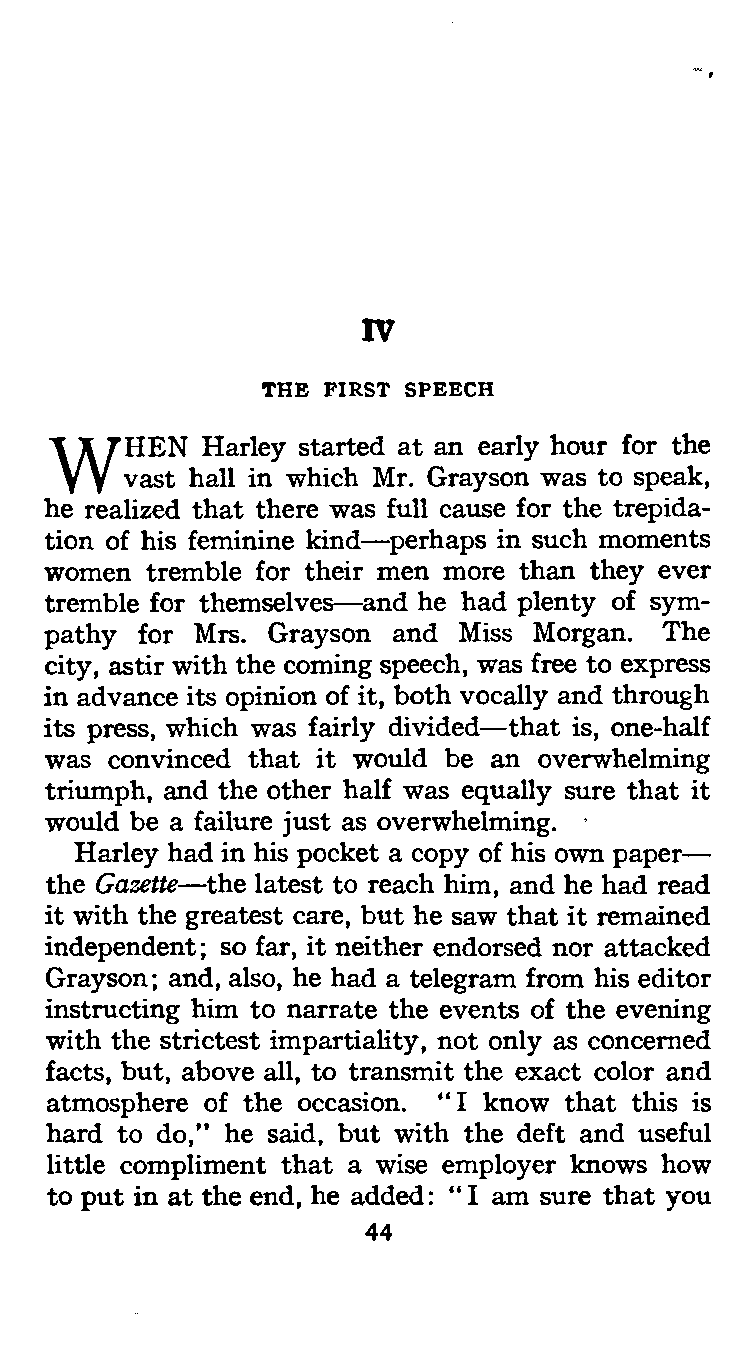 IV
THE FIRST SPEECH
WHEN Harley started at an early hour for the
vast hall in which Mr. Grayson was to speak,
he realized that there was full cause for the trepida-
tion of his feminine kind—perhaps in such moments
women tremble for their men more than they ever
tremble for themselves—and he had plenty of sym-
pathy for Mrs. Grayson and Miss Morgan. The
city, astir with the coming speech, was free to express
in advance its opinion of it, both vocally and through
its press, which was fairly divided—that is, one-half
was convinced that it would be an overwhelming
triumph, and the other half was equally sure that it
would be a failure just as overwhelming.
Harley had in his pocket a copy of his own paper—
the Gazette—the latest to reach him, and he had read
it with the greatest care, but he saw that it remained
independent; so far, it neither endorsed nor attacked
Grayson; and, also, he had a telegram from his editor
instructing him to narrate the events of the evening
with the strictest impartiality, not only as concerned
facts, but, above all, to transmit the exact color and
atmosphere of the occasion. "I know that this is
hard to do," he said, but with the deft and useful
little compliment that a wise employer knows how
to put in at the end, he added: "I am sure that you
44